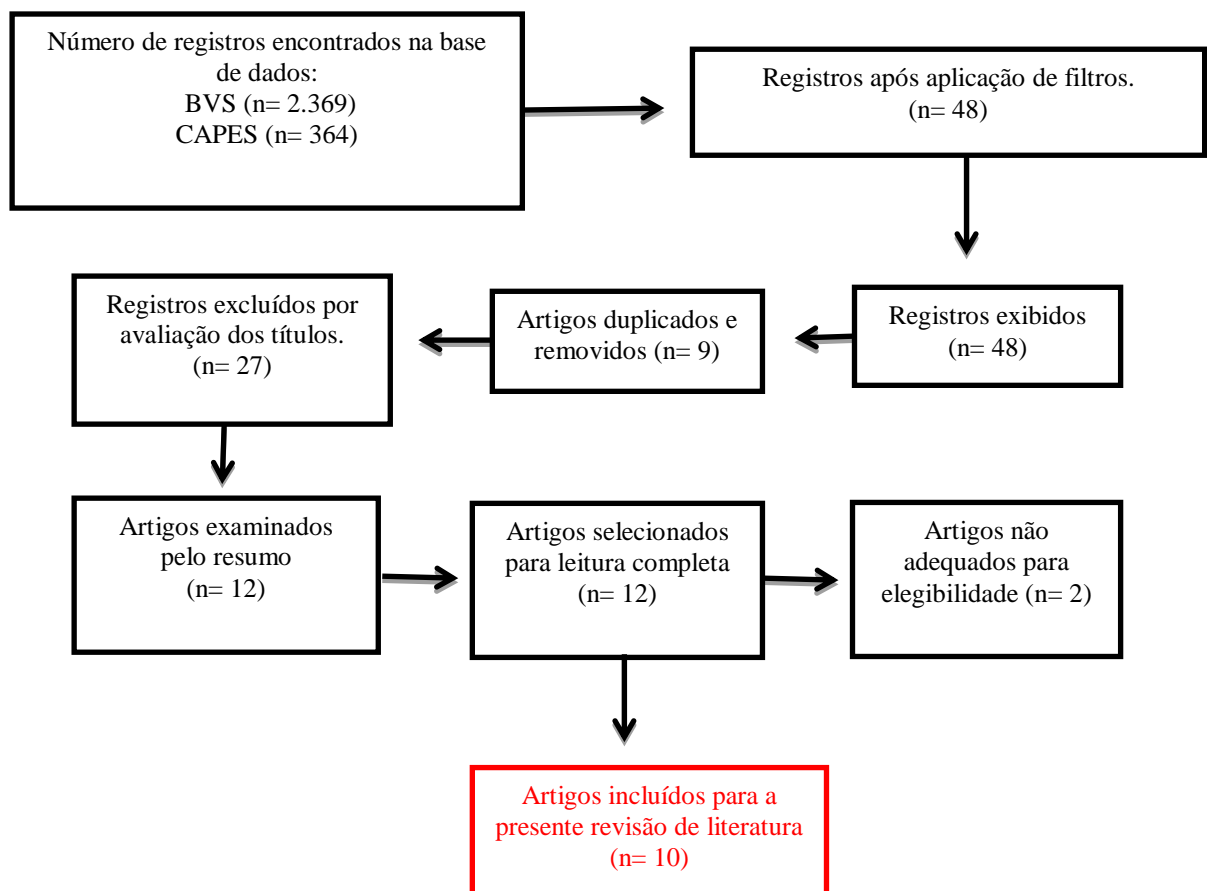 Número de registros encontrados na base
de dados:
BVS (n= 2.369)
CAPES (n= 364)
Registros após aplicação de filtros.
(n= 48)
Registros exibidos
(n= 48)
Artigos duplicados e
removidos (n= 9)
Registros excluídos por
avaliação dos títulos.
(n= 27)
Artigos examinados
pelo resumo
(n= 12)
Artigos selecionados
para leitura completa
(n= 12)
Artigos não
adequados para
elegibilidade (n= 2)
Artigos incluídos para a
presente revisão de literatura
(n= 10)